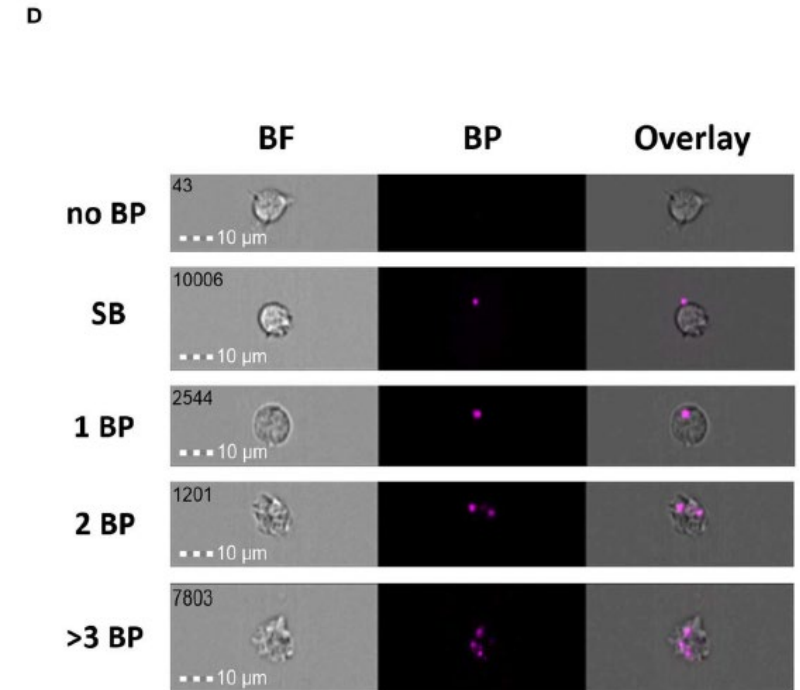 D
BF BP Overlay
no BP
43
10 µm
SB
10006
10 µm
1 BP
2544
10 µm
2 BP
1201
10 µm
>3 BP
7803
10 µm